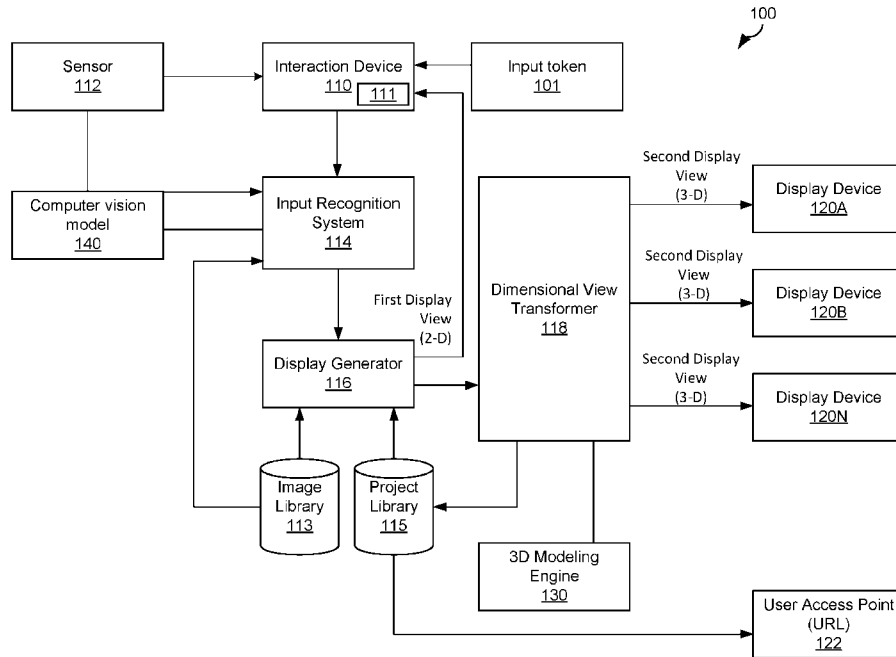 100
Sensor
112
Interaction Device
110
111
Input token
101
Computer vision
model
140
Input Recognition
System
114
First Display
View
(2-D)
Display Generator
116
Image
Library
113
Project
Library
115
Dimensional View
Transformer
118
3D Modeling
Engine
130
Second Display
View
(3-D)
Display Device
120A
Second Display
View
(3-D)
Display Device
120B
Second Display
View
(3-D)
Display Device
120N
User Access Point
(URL)
122